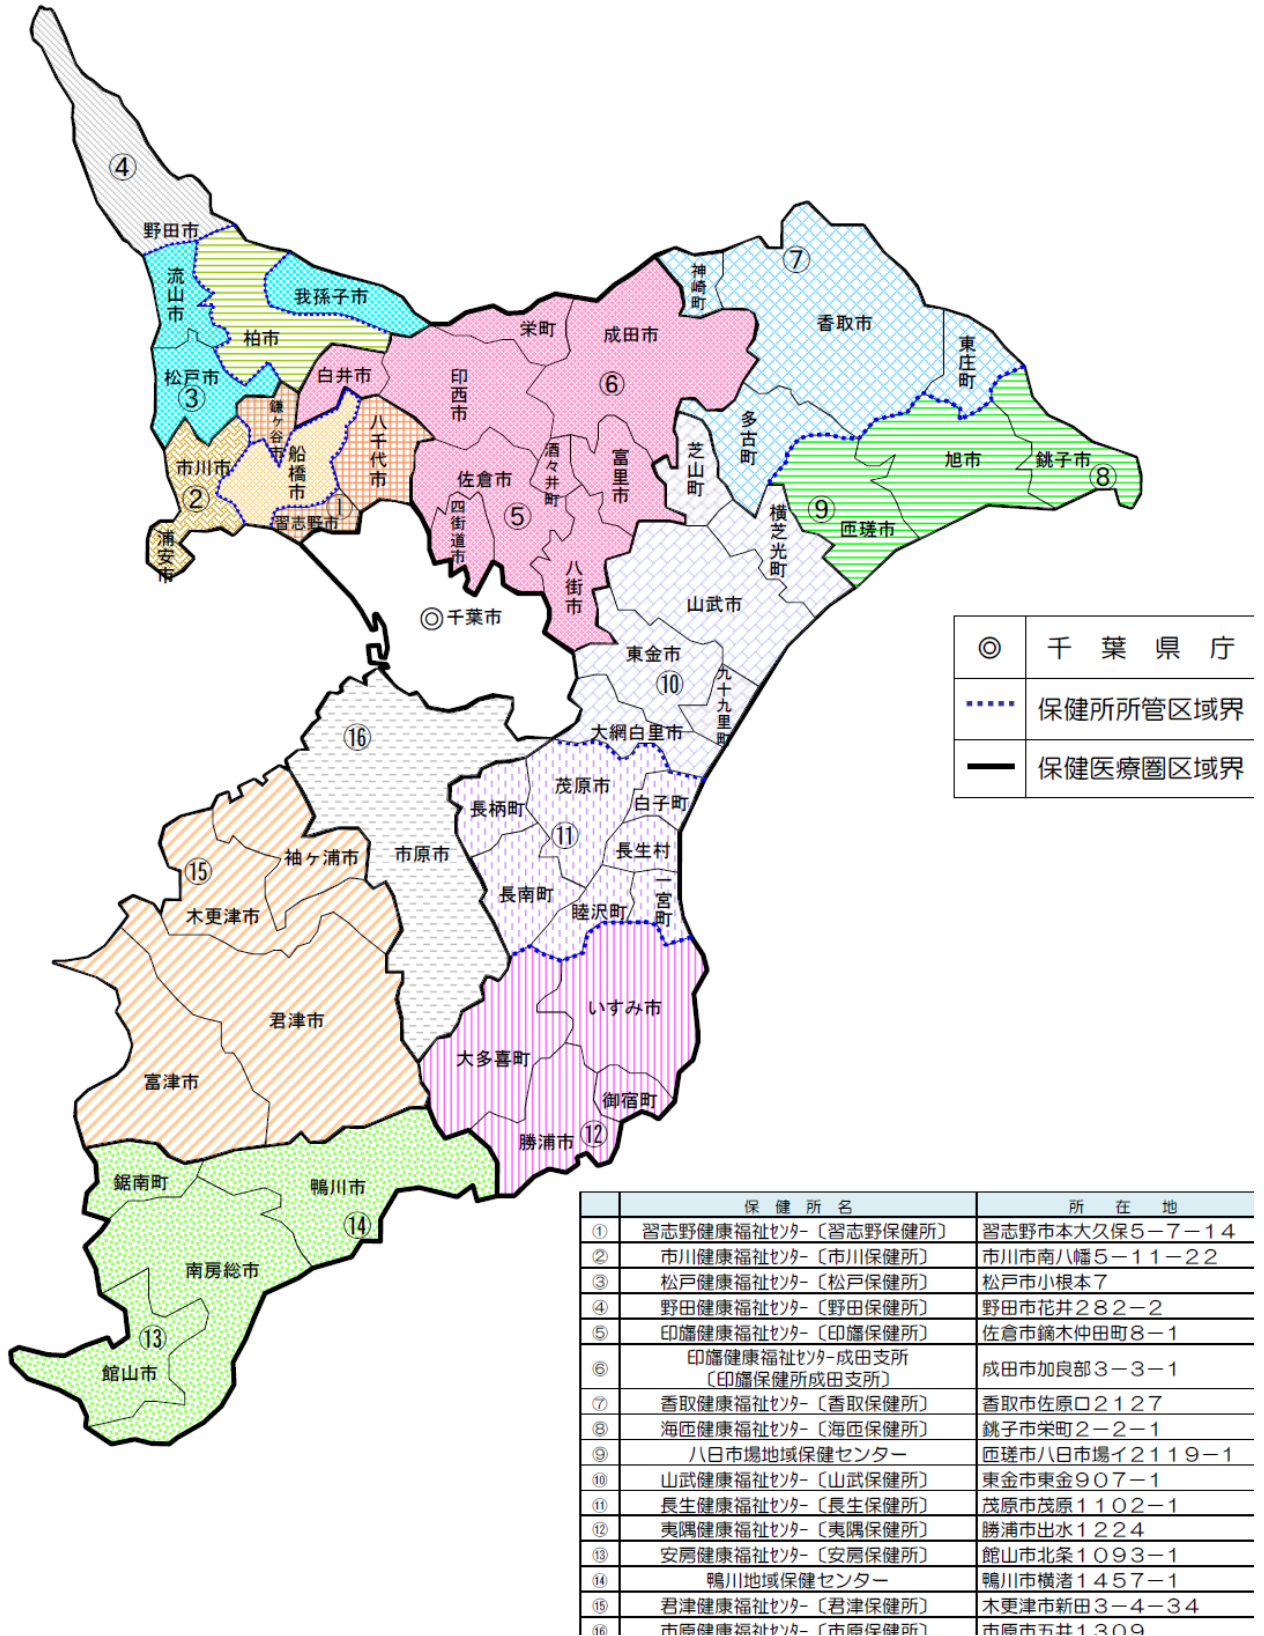 ④
野田市
流山市
我孫子市
柏市
松戸市
③
白井市
鎌ヶ谷市
八千代市
船橋市
市川市
②
①
習志野市
浦安市
⑦
神崎町
香取市
東庄町
栄町
成田市
⑥
印西市
多古町
芝山町
酒々井町
富里市
佐倉市
⑤
四街道市
八街市
旭市
銚子市
⑧
⑨
匝瑳市
横芝光町
山武市
◎千葉市
東金市
⑩
九十九里町
大網白里市
◎ 千葉県庁
保健所所管区域界
保健医療圏区域界
⑯
茂原市
長柄町
白子町
⑪
長生村
市原市
袖ヶ浦市
⑮
木更津市
長南町
睦沢町
一宮町
いすみ市
君津市
大多喜町
富津市
御宿町
勝浦市
⑫
鋸南町
鴨川市
⑭
南房総市
⑬
館山市
保健所名 所在地
① 習志野健康福祉ｾﾝﾀｰ〔習志野保健所〕 習志野市本大久保５－７－１４
② 市川健康福祉ｾﾝﾀｰ〔市川保健所〕 市川市南八幡５－１１－２２
③ 松戸健康福祉ｾﾝﾀｰ〔松戸保健所〕 松戸市小根本７
④ 野田健康福祉ｾﾝﾀｰ〔野田保健所〕 野田市花井２８２－２
⑤ 印旛健康福祉ｾﾝﾀｰ〔印旛保健所〕 佐倉市鏑木仲田町８－１
⑥ 印旛健康福祉ｾﾝﾀｰ成田支所
〔印旛保健所成田支所〕 成田市加良部３－３－１
⑦ 香取健康福祉ｾﾝﾀｰ〔香取保健所〕 香取市佐原口２１２７
⑧ 海匝健康福祉ｾﾝﾀｰ〔海匝保健所〕 銚子市栄町２－２－１
⑨ 八日市場地域保健センター 匝瑳市八日市場イ２１１９－１
⑩ 山武健康福祉ｾﾝﾀｰ〔山武保健所〕 東金市東金９０７－１
⑪ 長生健康福祉ｾﾝﾀｰ〔長生保健所〕 茂原市茂原１１０２－１
⑫ 夷隅健康福祉ｾﾝﾀｰ〔夷隅保健所〕 勝浦市出水１２２４
⑬ 安房健康福祉ｾﾝﾀｰ〔安房保健所〕 館山市北条１０９３－１
⑭ 鴨川地域保健センター 鴨川市横渚１４５７－１
⑮ 君津健康福祉ｾﾝﾀｰ〔君津保健所〕 木更津市新田３－４－３４
⑯ 市原健康福祉ｾﾝﾀｰ〔市原保健所〕 市原市五井１３０９